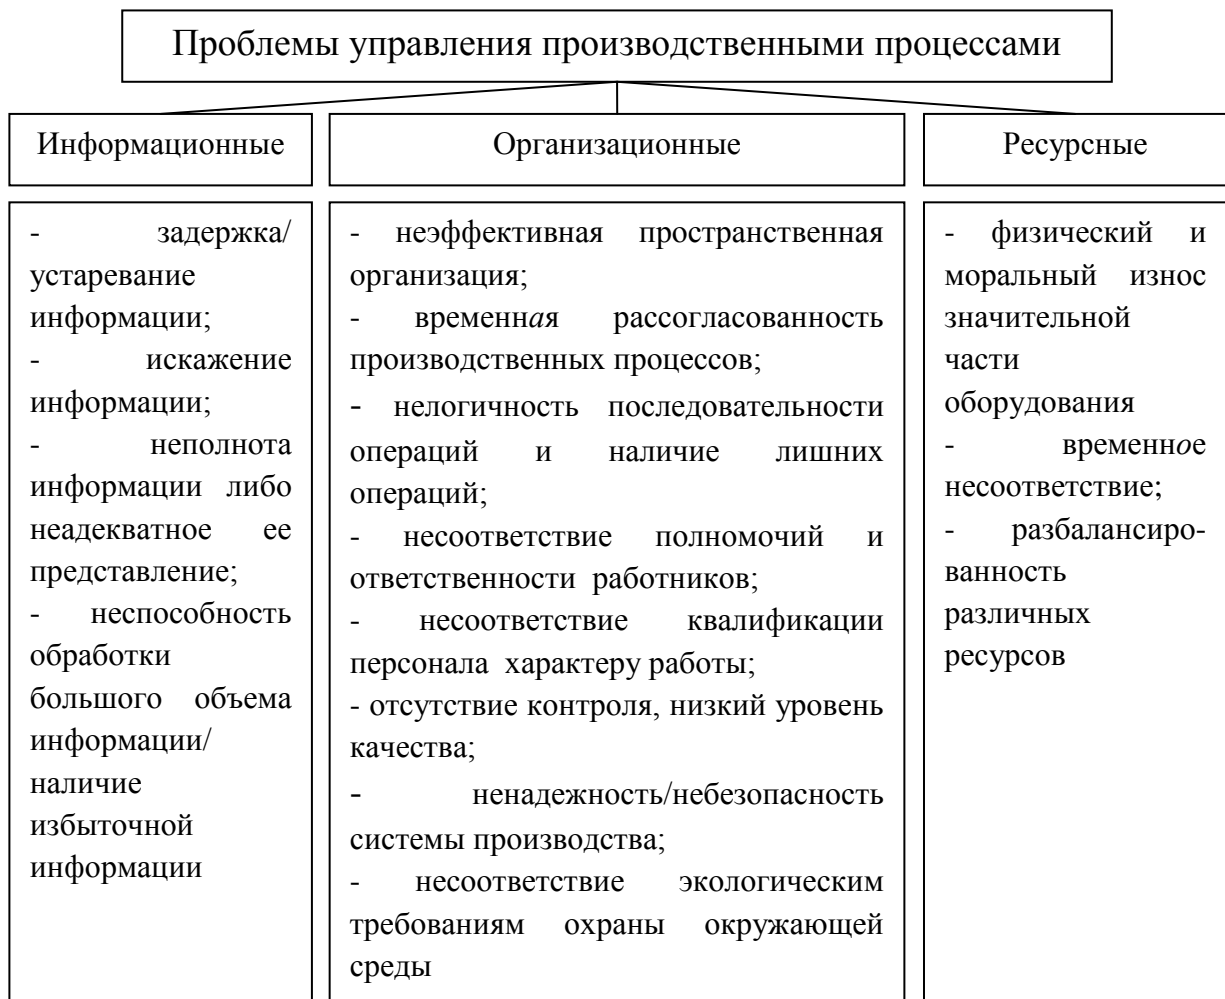 Проблемы управления производственными процессами
Информационные
Организационные
Ресурсные
- задержка/
устаревание
информации;
- искажение
информации;
- неполнота
информации либо
неадекватное ее
представление;
- неспособность
обработки
большого объема
информации/
наличие
избыточной
информации
- неэффективная пространственная
организация;
- временная рассогласованность
производственных процессов;
- нелогичность последовательности
операций и наличие лишних
операций;
- несоответствие полномочий и
ответственности работников;
- несоответствие квалификации
персонала характеру работы;
- отсутствие контроля, низкий уровень
качества;
- ненадежность/небезопасность
системы производства;
- несоответствие экологическим
требованиям охраны окружающей
среды
- физический и
моральный износ
значительной
части
оборудования
- временное
несоответствие;
- разбалансиро-
ванность
различных
ресурсов